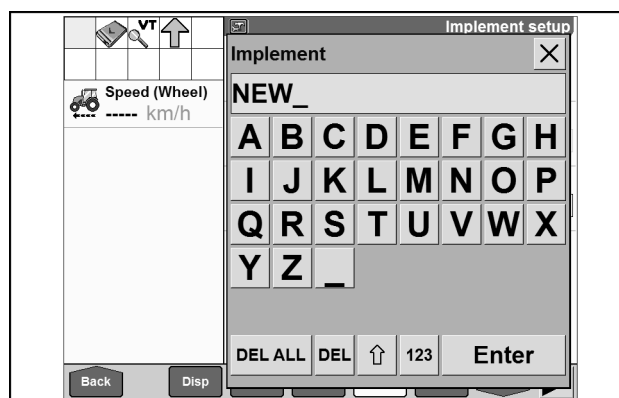 VT
Implement setup
Implement
Speed (Wheel)
----- km/h
NEW_
A B C D E F G H
I J K L M N O P
Q R S T U V W X
Y Z _
DEL ALL DEL 123 Enter
Back Disp